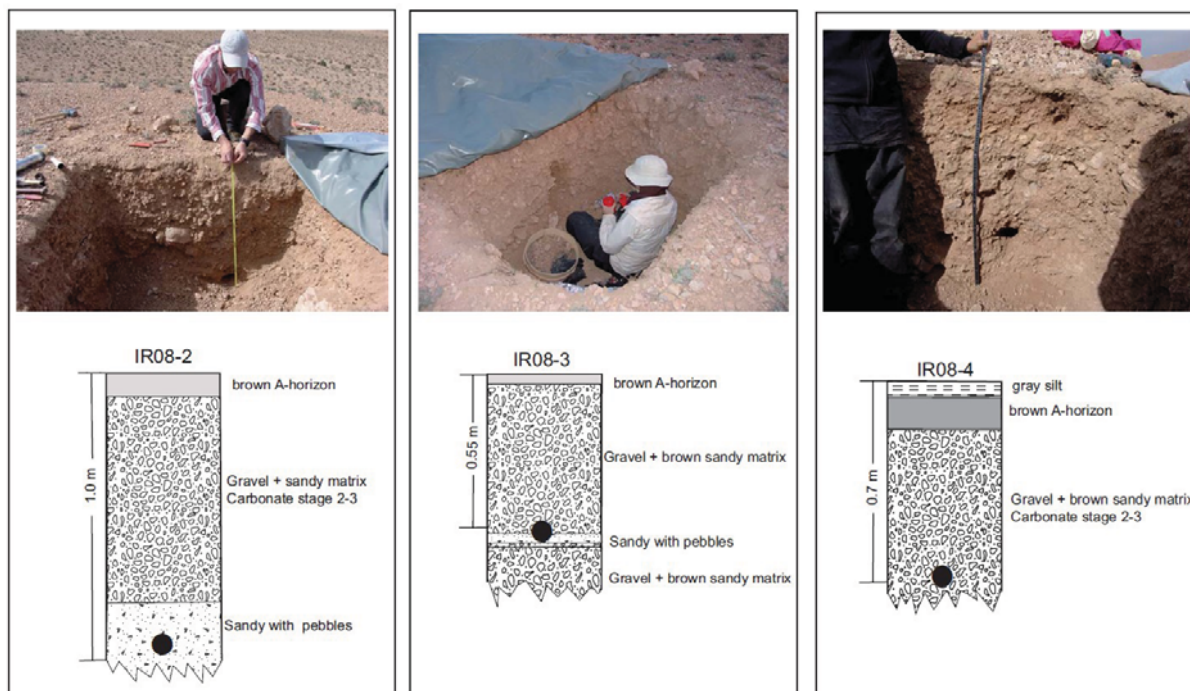 IR08-2
brown A-horizon
1.0 m
Gravel + sandy matrix
Carbonate stage 2-3
Sandy with pebbles
IR08-3
brown A-horizon
0.55 m
Gravel + brown sandy matrix
Sandy with pebbles
Gravel + brown sandy matrix
IR08-4
gray silt
brown A-horizon
0.7 m
Gravel + brown sandy matrix
Carbonate stage 2-3